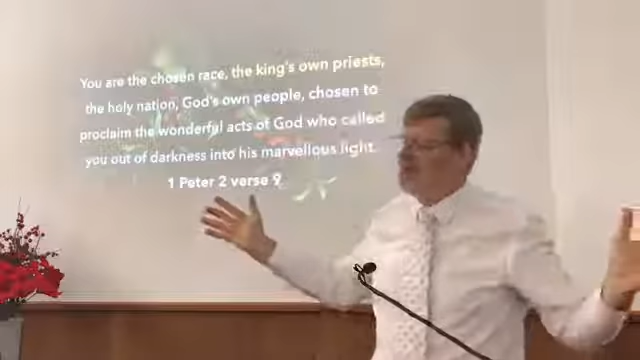 You are the chosen race, the king's own priests,
the holy nation, God's own people, chosen to
proclaim the wonderful acts of God who called
you out of darkness into his marvellous light.
1 Peter 2 verse 9